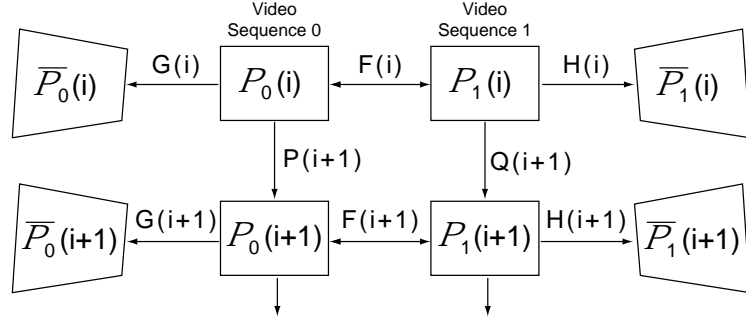 Video Sequence 0
Video Sequence 1
P̅₀(i)
G(i)
P₀(i)
F(i)
P₁(i)
H(i)
P̅₁(i)
P(i+1)
Q(i+1)
P̅₀(i+1)
G(i+1)
P₀(i+1)
F(i+1)
P₁(i+1)
H(i+1)
P̅₁(i+1)